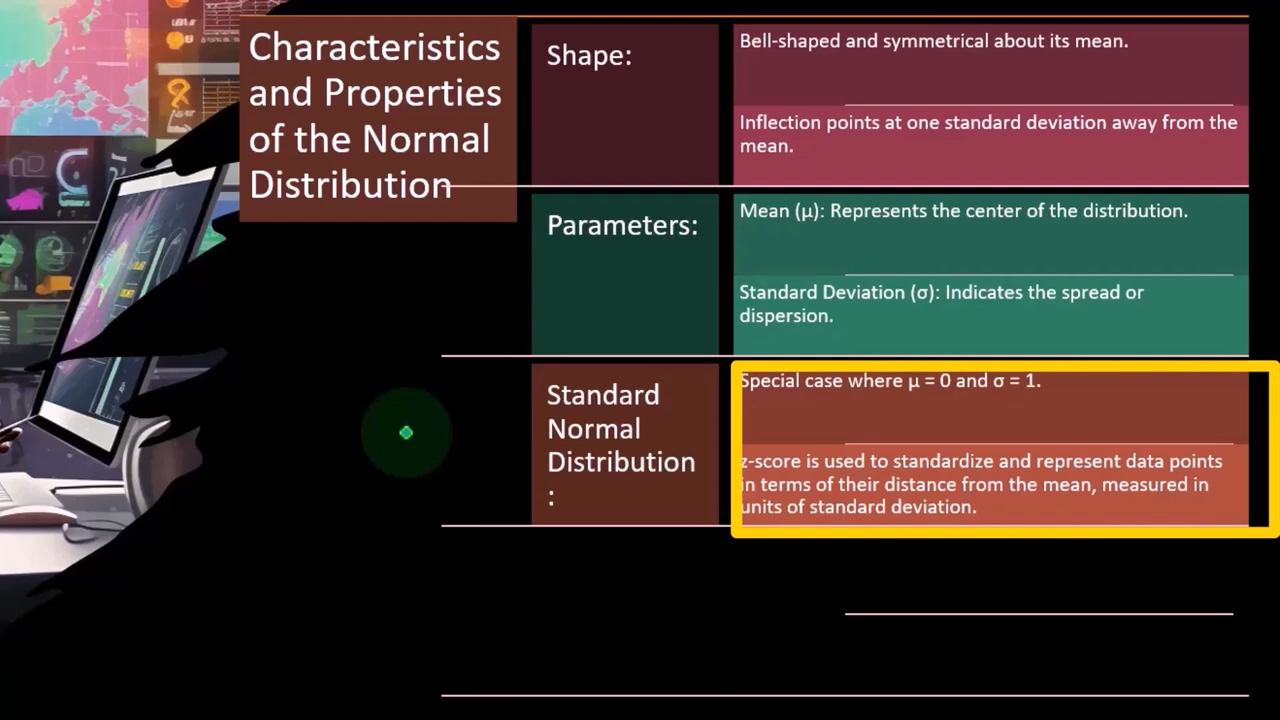 Characteristics
and Properties
of the Normal
Distribution
Shape:
Bell-shaped and symmetrical about its mean.
Inflection points at one standard deviation away from the
mean.
Parameters:
Mean (μ): Represents the center of the distribution.
Standard Deviation (σ): Indicates the spread or
dispersion.
Standard
Normal
Distribution
:
Special case where μ = 0 and σ = 1.
z-score is used to standardize and represent data points
in terms of their distance from the mean, measured in
units of standard deviation.